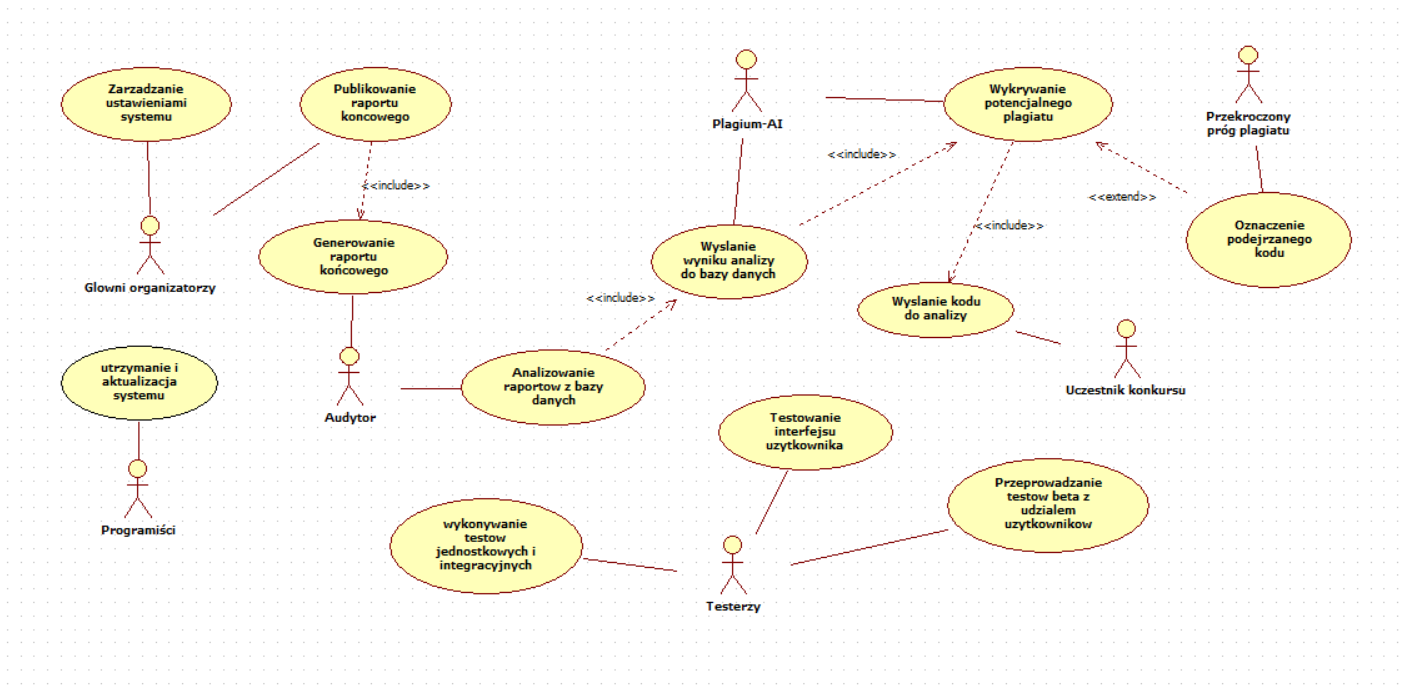 Zarzadzanie
ustawieniami
systemu
Publikowanie
raportu
koncowego
Plagium-AI
Wykrywanie
potencjalnego
plagiatu
Przekroczony
próg plagiatu
<<include>>
<<include>>
<<extend>>
<<include>>
Glowni organizatorzy
Generowanie
raportu
końcowego
Wyslanie
wyniku analizy
do bazy danych
Oznaczenie
podejrzanego
kodu
<<include>>
Wyslanie kodu
do analizy
Uczestnik konkursu
utrzymanie i
aktualizacja
systemu
Audytor
Analizowanie
raportow z bazy
danych
Testowanie
interfejsu
uzytkownika
Programiści
wykonywanie
testow
jednostkowych i
integracyjnych
Przeprowadzanie
testow beta z
udzialem
uzytkownikow
Testerzy